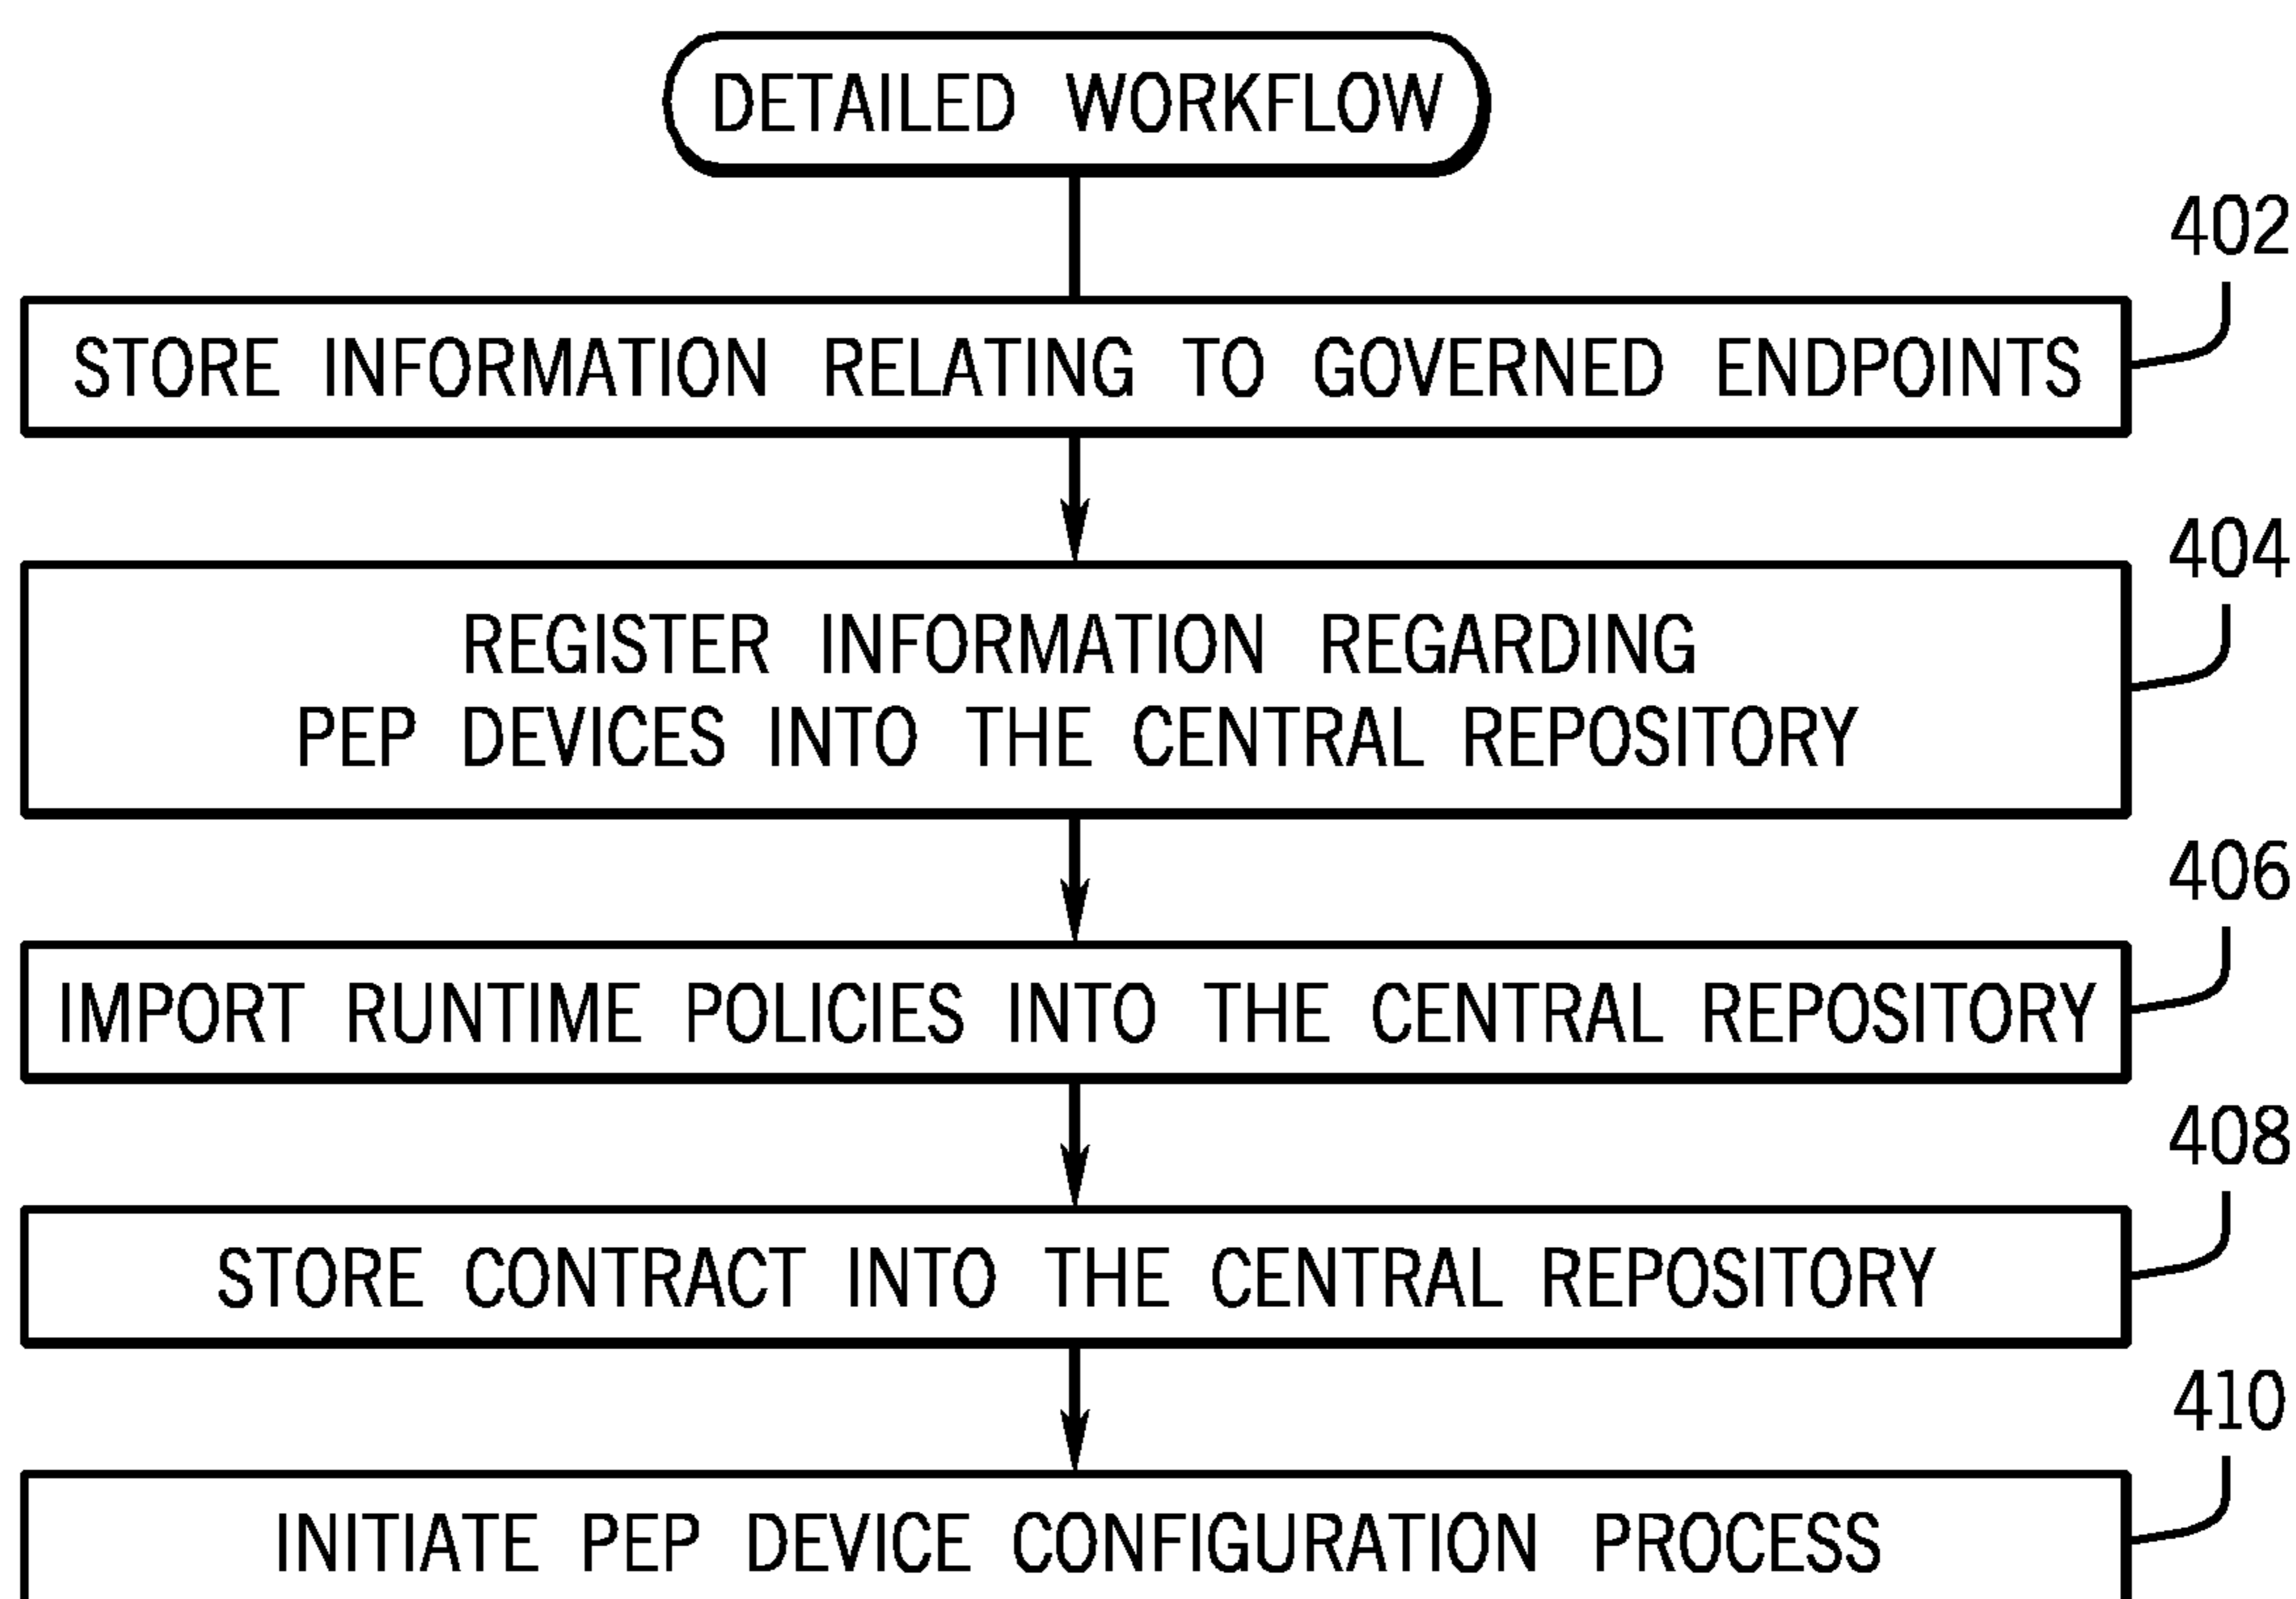 DETAILED WORKFLOW
402
STORE INFORMATION RELATING TO GOVERNED ENDPOINTS
404
REGISTER INFORMATION REGARDING
PEP DEVICES INTO THE CENTRAL REPOSITORY
406
IMPORT RUNTIME POLICIES INTO THE CENTRAL REPOSITORY
408
STORE CONTRACT INTO THE CENTRAL REPOSITORY
410
INITIATE PEP DEVICE CONFIGURATION PROCESS